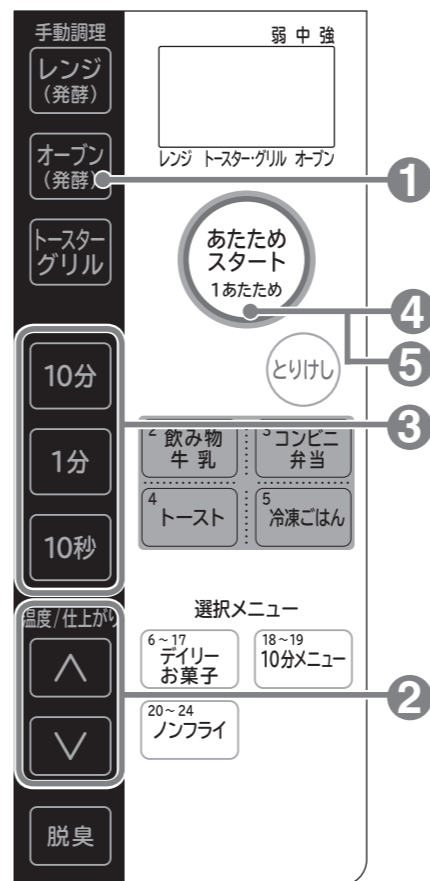 手動調理
レンジ
（発酵）
オーブン
（発酵）
トースター
グリル
10分
1分
10秒
温度/仕上がり
脱臭
弱 中 強
レンジ トースター・グリル オーブン
あたため
スタート
1あたため
とりけし
2 飲み物
牛乳
3 コンビニ
弁当
4
トースト
5
冷凍ごはん
選択メニュー
6~17
デイリー
お菓子
18~19
10分メニュー
20~24
ノンフライ
1
4
5
3
2